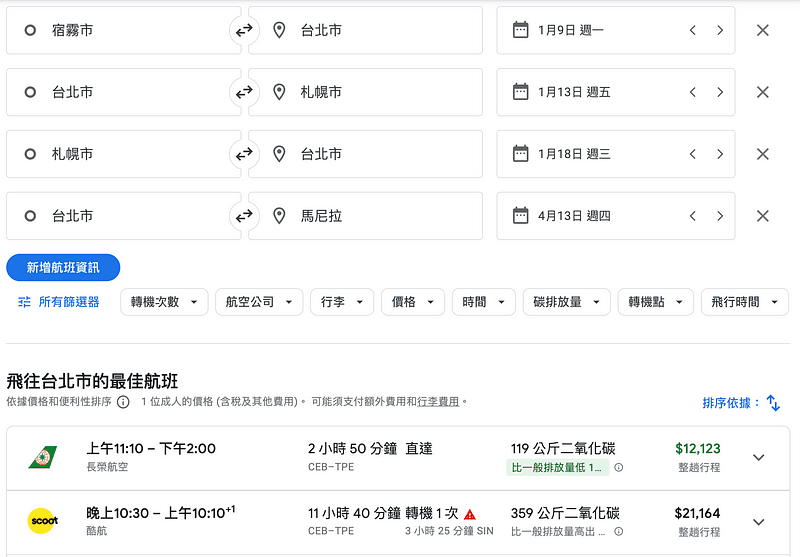 宿霧市 台北市 1月9日 週一
台北市 札幌市 1月13日 週五
札幌市 台北市 1月18日 週三
台北市 馬尼拉 4月13日 週四
新增航班資訊
所有篩選器 轉機次數 航空公司 行李 價格 時間 碳排放量 轉機點 飛行時間
飛往台北市的最佳航班
依據價格和便利性排序 1 位成人的價格 (含稅及其他費用)。 可能須支付額外費用和行李費用。 排序依據：
上午11:10 – 下午2:00 2 小時 50 分鐘 直達 119 公斤二氧化碳 $12,123
長榮航空 CEB–TPE 比一般排放量低 1... 整趟行程
晚上10:30 – 上午10:10+1 11 小時 40 分鐘 轉機 1 次 359 公斤二氧化碳 $21,164
scoot 酷航 CEB–TPE 3 小時 25 分鐘 SIN 比一般排放量高出 ... 整趟行程